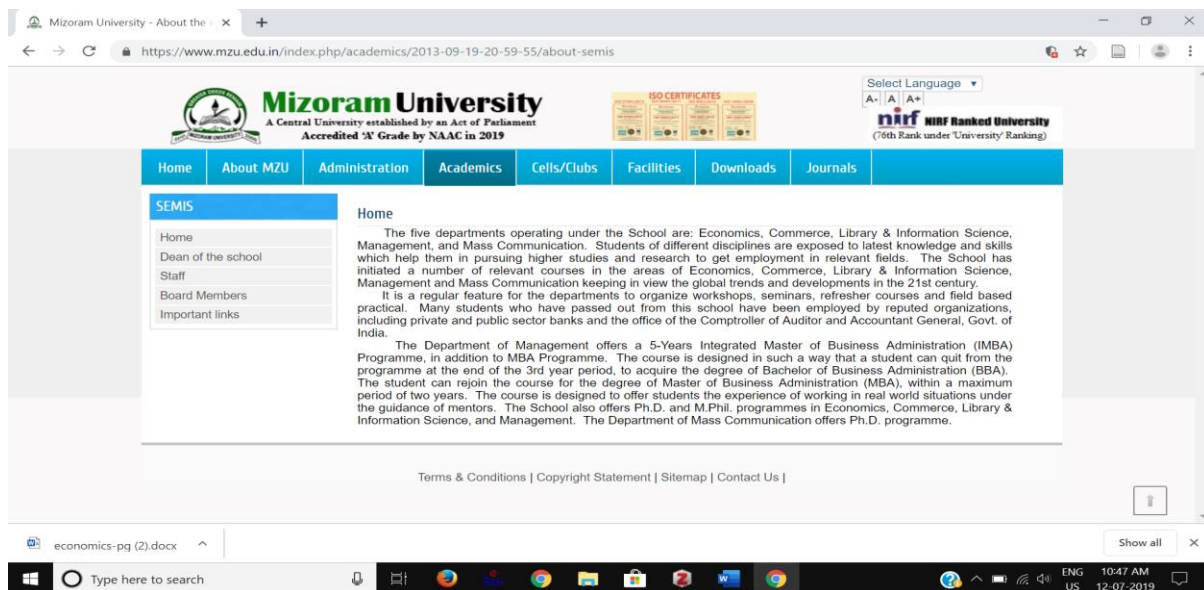 Mizoram University - About the
https://www.mzu.edu.in/index.php/academics/2013-09-19-20-59-55/about-semis
Mizoram University
A Central University established by an Act of Parliament
Accredited 'A' Grade by NAAC in 2019
ISO CERTIFICATES
Select Language
A- A A+
nirf NIRF Ranked University
(76th Rank under 'University' Ranking)
Home About MZU Administration Academics Cells/Clubs Facilities Downloads Journals
SEMIS
Home
Dean of the school
Staff
Board Members
Important links
Home
The five departments operating under the School are: Economics, Commerce, Library & Information Science,
Management, and Mass Communication. Students of different disciplines are exposed to latest knowledge and skills
which help them in pursuing higher studies and research to get employment in relevant fields. The School has
initiated a number of relevant courses in the areas of Economics, Commerce, Library & Information Science,
Management and Mass Communication keeping in view the global trends and developments in the 21st century.
It is a regular feature for the departments to organize workshops, seminars, refresher courses and field based
practical. Many students who have passed out from this school have been employed by reputed organizations,
including private and public sector banks and the office of the Comptroller of Auditor and Accountant General, Govt. of
India.
The Department of Management offers a 5-Years Integrated Master of Business Administration (IMBA)
Programme, in addition to MBA Programme. The course is designed in such a way that a student can quit from the
programme at the end of the 3rd year period, to acquire the degree of Bachelor of Business Administration (BBA).
The student can rejoin the course for the degree of Master of Business Administration (MBA), within a maximum
period of two years. The course is designed to offer students the experience of working in real world situations under
the guidance of mentors. The School also offers Ph.D. and M.Phil. programmes in Economics, Commerce, Library &
Information Science, and Management. The Department of Mass Communication offers Ph.D. programme.
Terms & Conditions | Copyright Statement | Sitemap | Contact Us |
economics-pg (2).docx
Show all
Type here to search
ENG
US
10:47 AM
12-07-2019